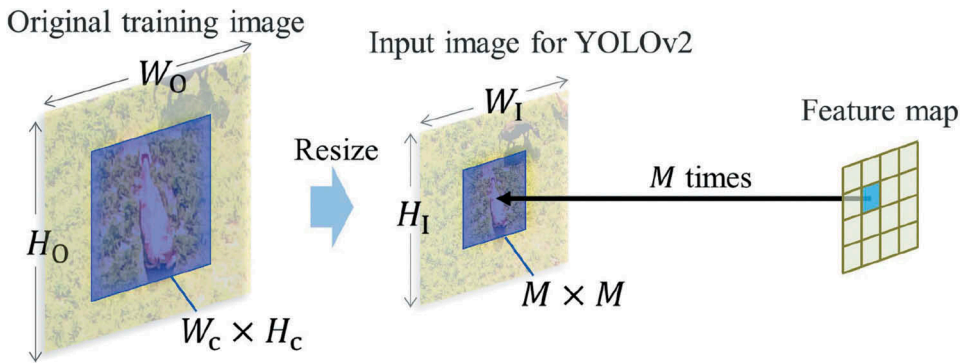 Original training image
Input image for YOLOv2
Feature map
W_O
W_I
Resize
M times
H_O
H_I
M × M
W_c × H_c